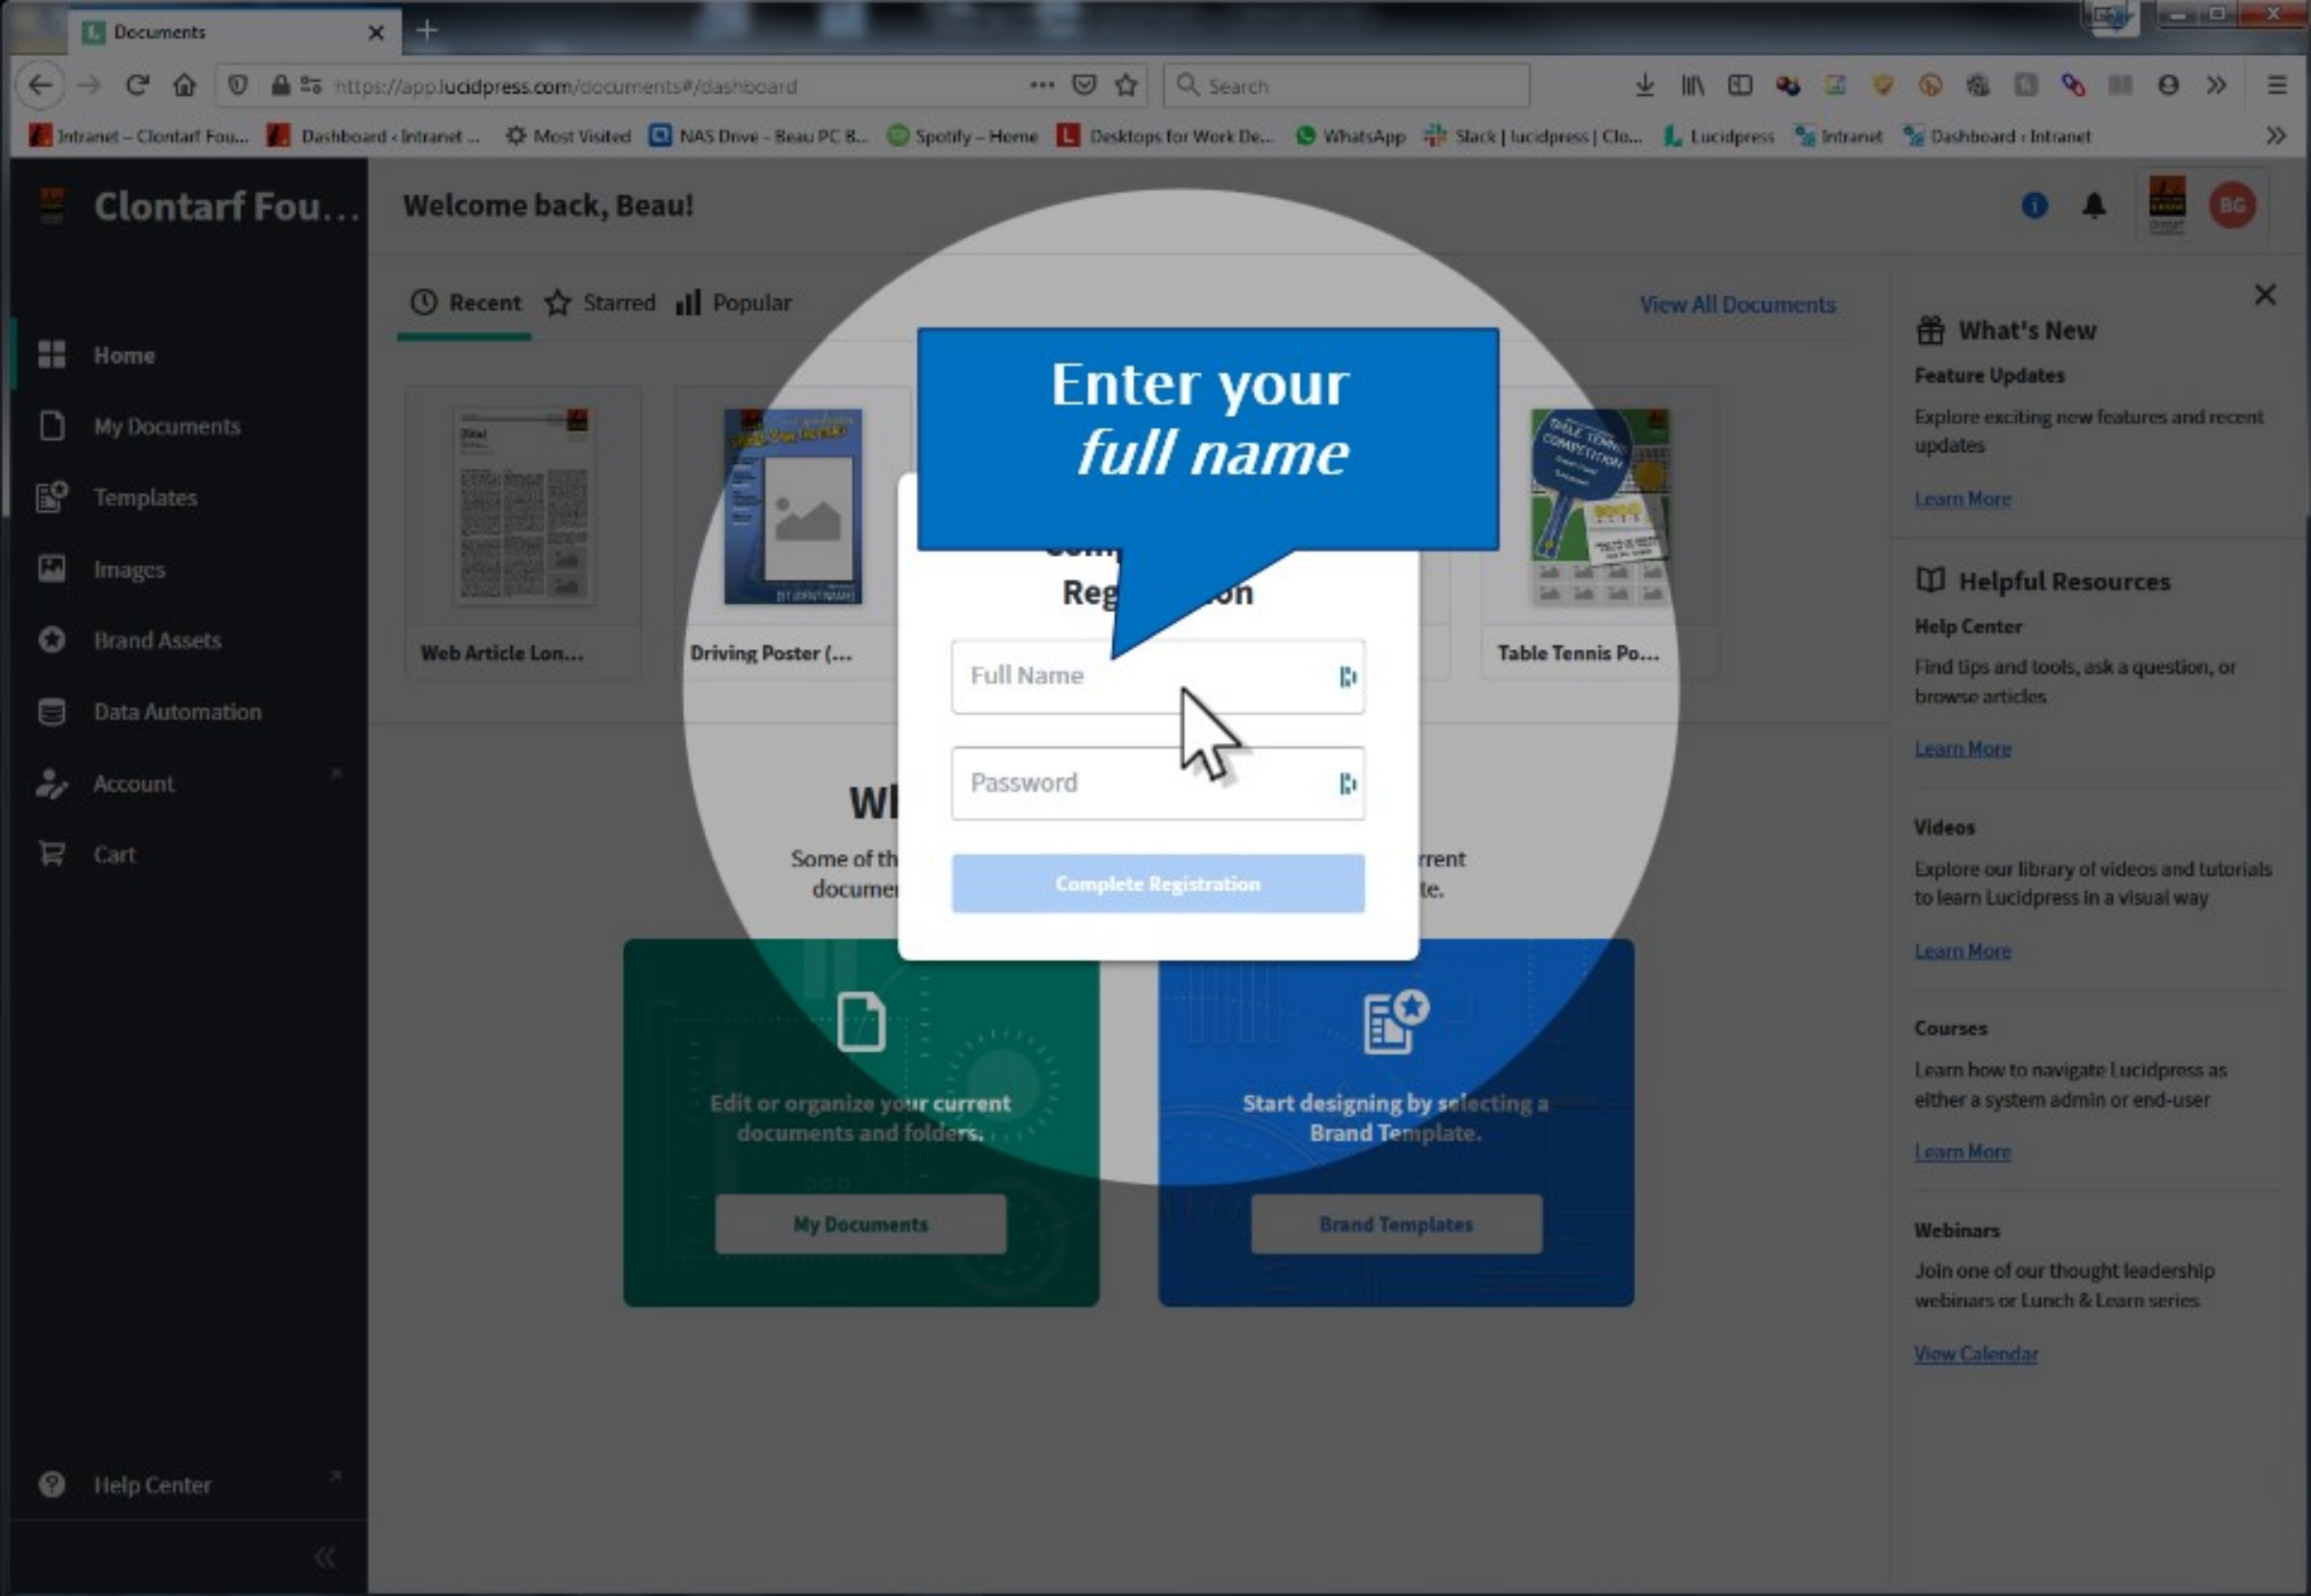 Documents
https://app.lucidpress.com/documents#/dashboard
Search
Intranet – Clontarf Fou...
Dashboard ‹ Intranet ...
Most Visited
NAS Drive - Beau PC B...
Spotify – Home
Desktops for Work De...
WhatsApp
Slack | lucidpress | Clo...
Lucidpress
Intranet
Dashboard ‹ Intranet
Clontarf Fou...
Welcome back, Beau!
BG
Home
My Documents
Templates
Images
Brand Assets
Data Automation
Account
Cart
Help Center
Recent
Starred
Popular
View All Documents
Enter your
full name
Web Article Lon...
Driving Poster (...
[STUDENT NAME]
TABLE TENNIS
COMPETITION
Table Tennis Po...
Full Name
Password
Complete Registration
Some of th
rrent
te.
Edit or organize your current
documents and folders.
My Documents
Start designing by selecting a
Brand Template.
Brand Templates
What's New
Feature Updates
Explore exciting new features and recent
updates
Learn More
Helpful Resources
Help Center
Find tips and tools, ask a question, or
browse articles
Learn More
Videos
Explore our library of videos and tutorials
to learn Lucidpress in a visual way
Learn More
Courses
Learn how to navigate Lucidpress as
either a system admin or end-user
Learn More
Webinars
Join one of our thought leadership
webinars or Lunch & Learn series
View Calendar